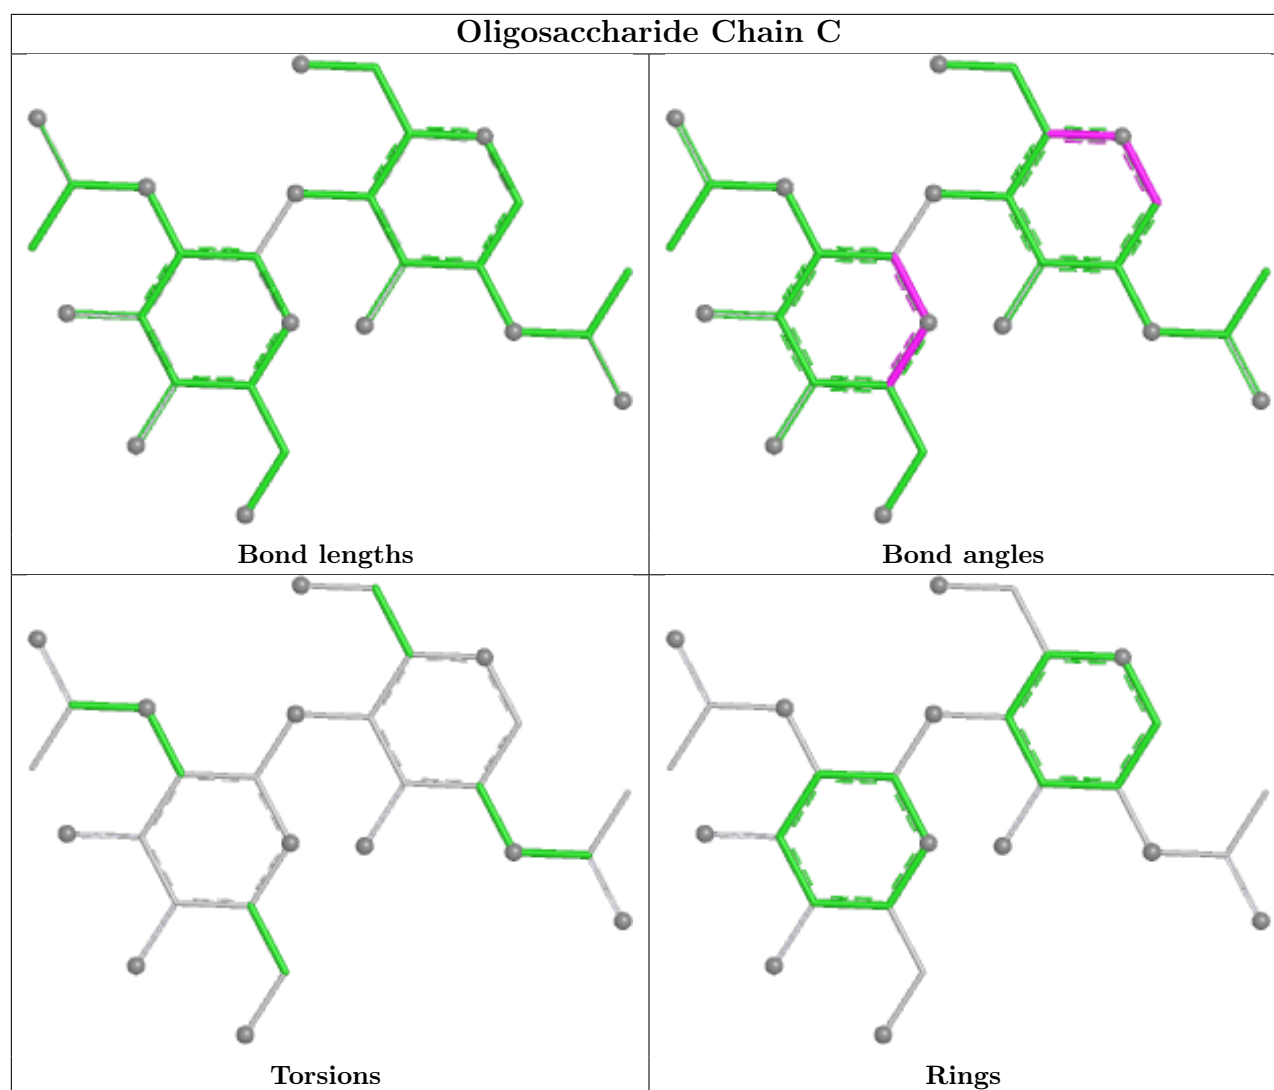 Oligosaccharide Chain C
Bond lengths
Bond angles
Torsions
Rings